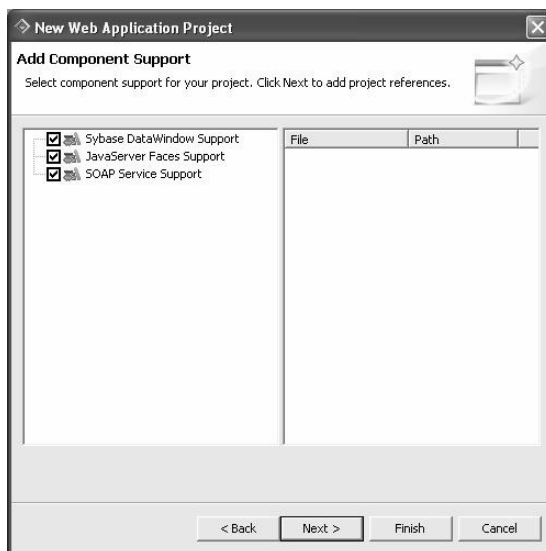 New Web Application Project
Add Component Support
Select component support for your project. Click Next to add project references.
Sybase DataWindow Support
JavaServer Faces Support
SOAP Service Support
File Path
< Back Next > Finish Cancel